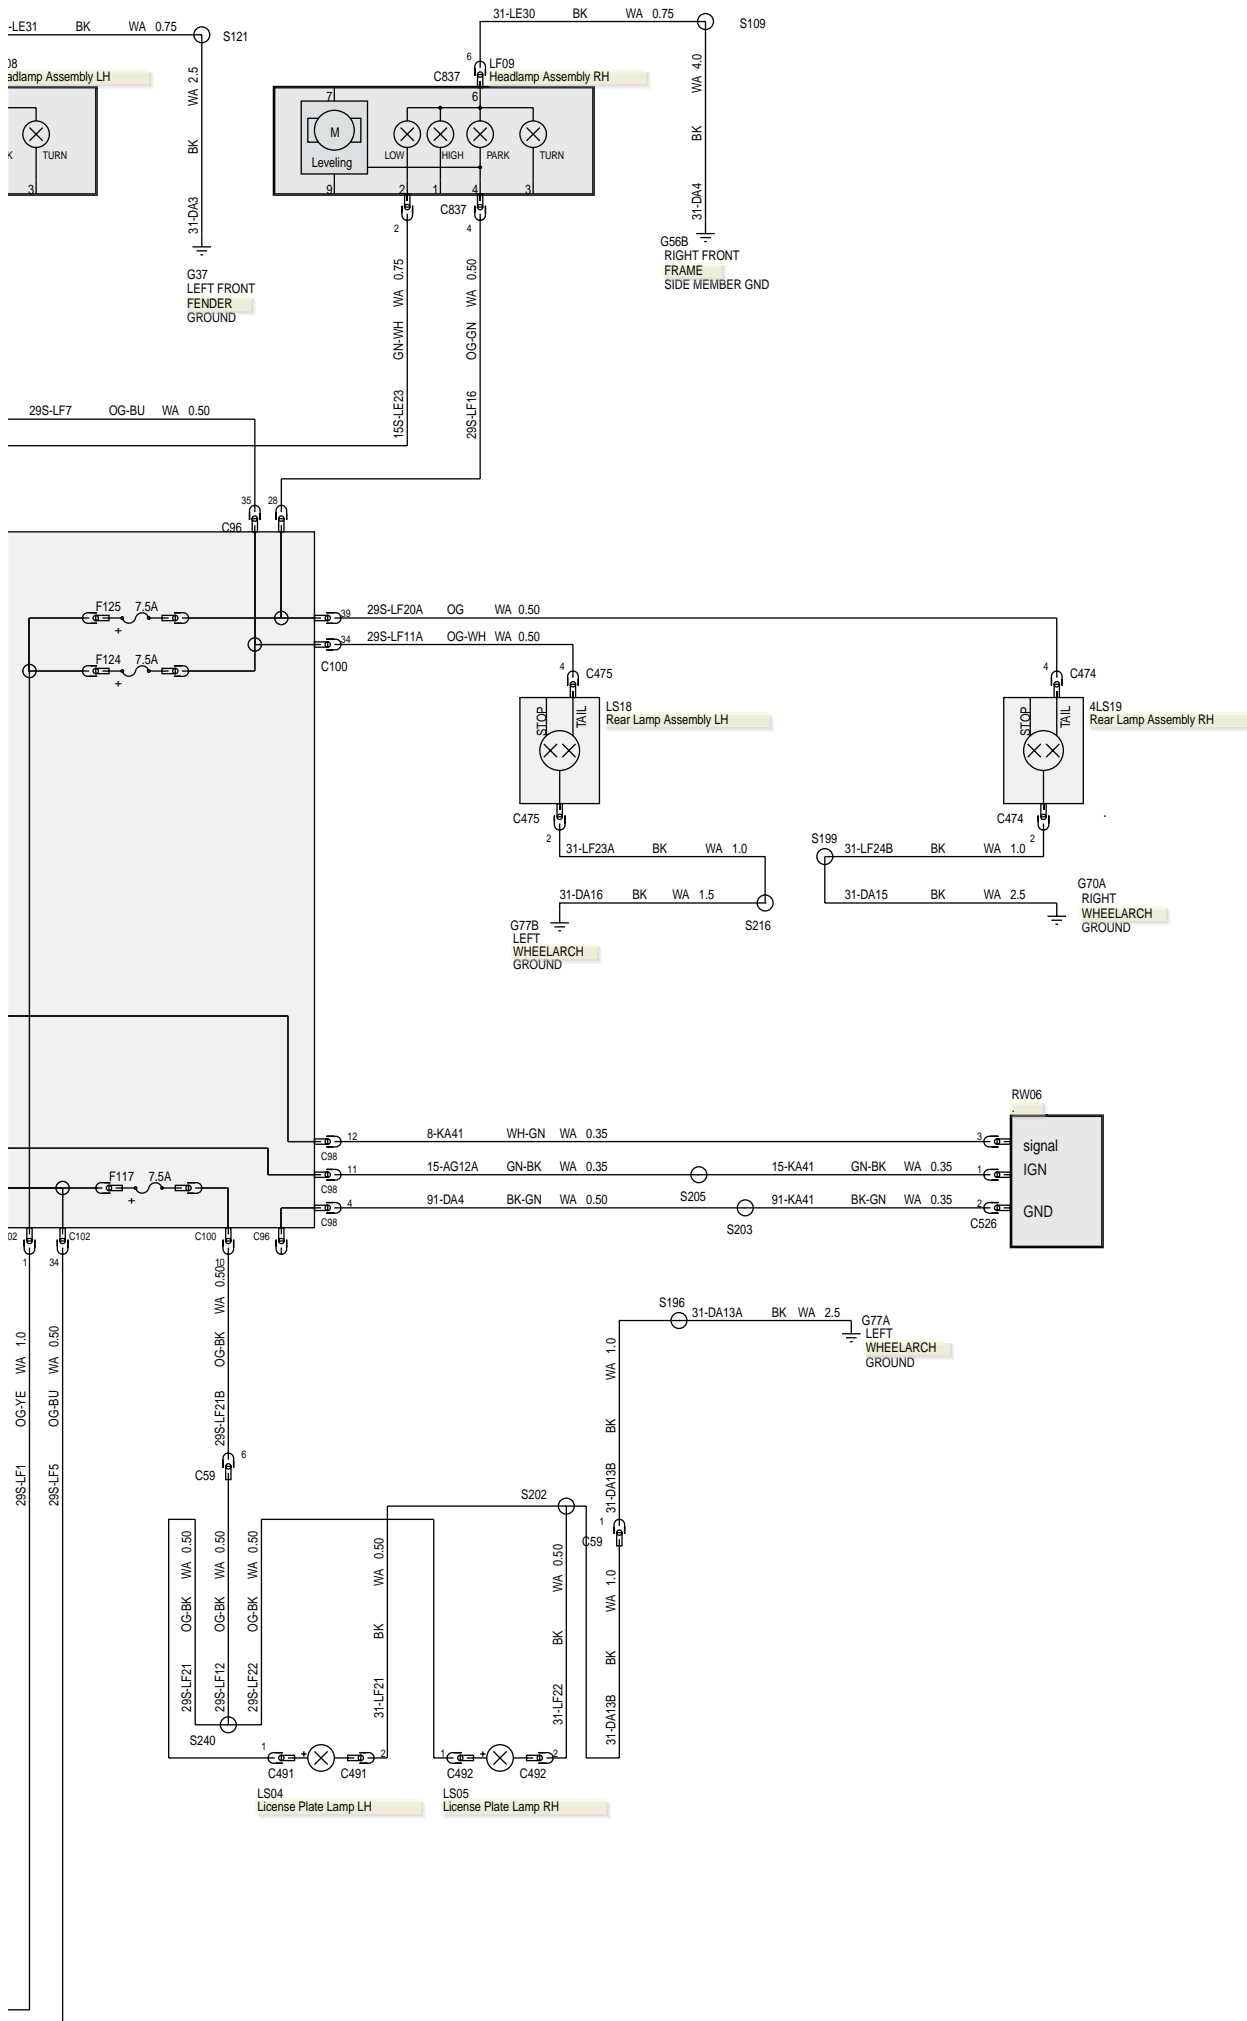 -LE31 BK WA 0.75
S121
31-LE30 BK WA 0.75
S109
08
adlamp Assembly LH
WA 2.5
BK
31-DA3
TURN
3
G37
LEFT FRONT
FENDER
GROUND
6
C837
LF09
Headlamp Assembly RH
7
6
M
Leveling
LOW
HIGH
PARK
TURN
9
2
1
4
3
2
C837
4
WA 4.0
BK
31-DA4
G56B
RIGHT FRONT
FRAME
SIDE MEMBER GND
15S-LE23 GN-WH WA 0.75
29S-LF16 OG-GN WA 0.50
29S-LF7 OG-BU WA 0.50
35
28
C96
F125 7.5A
+
F124 7.5A
+
39
29S-LF20A OG WA 0.50
34
29S-LF11A OG-WH WA 0.50
C100
4
C475
LS18
Rear Lamp Assembly LH
STOP
TAIL
C475
2
31-LF23A BK WA 1.0
31-DA16 BK WA 1.5
S216
G77B
LEFT
WHEELARCH
GROUND
4
C474
4LS19
Rear Lamp Assembly RH
STOP
TAIL
C474
2
S199
31-LF24B BK WA 1.0
31-DA15 BK WA 2.5
G70A
RIGHT
WHEELARCH
GROUND
RW06
12
C98
8-KA41 WH-GN WA 0.35
3
signal
11
C98
15-AG12A GN-BK WA 0.35
S205
15-KA41 GN-BK WA 0.35
1
IGN
4
C98
91-DA4 BK-GN WA 0.50
S203
91-KA41 BK-GN WA 0.35
2
C526
GND
F117 7.5A
+
02
1
C102
34
C100
10
C96
29S-LF1 OG-YE WA 1.0
29S-LF5 OG-BU WA 0.50
29S-LF21B OG-BK WA 0.50
6
C59
S196
31-DA13A BK WA 2.5
G77A
LEFT
WHEELARCH
GROUND
31-DA13B BK WA 1.0
1
C59
31-DA13B BK WA 1.0
S202
29S-LF21 OG-BK WA 0.50
29S-LF12 OG-BK WA 0.50
29S-LF22 OG-BK WA 0.50
31-LF21 BK WA 0.50
31-LF22 BK WA 0.50
S240
1
+
2
C491
C491
LS04
License Plate Lamp LH
1
+
2
C492
C492
LS05
License Plate Lamp RH